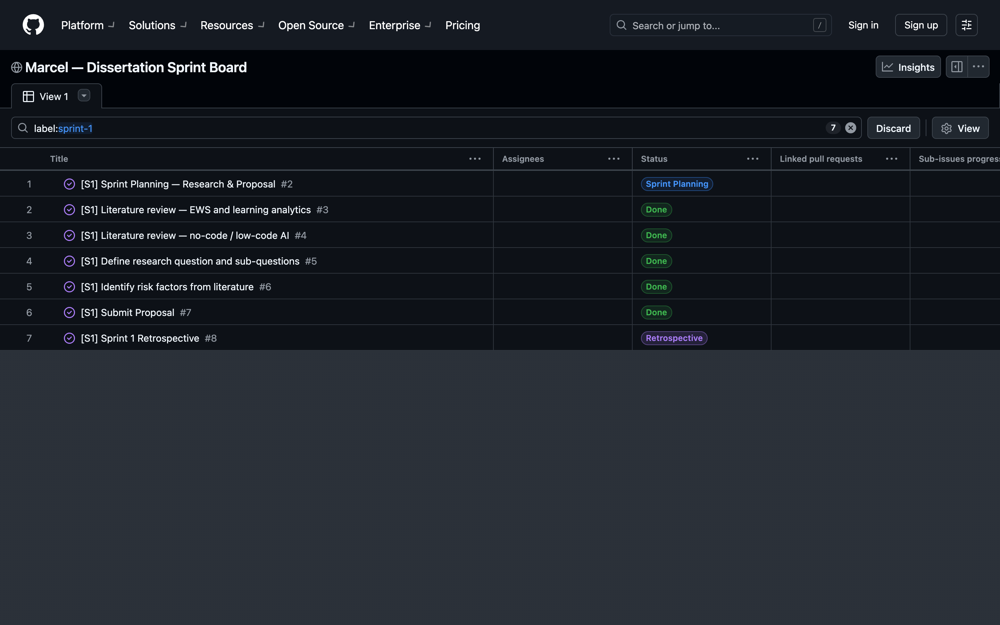 Platform Solutions Resources Open Source Enterprise Pricing Search or jump to... / Sign in Sign up
Marcel — Dissertation Sprint Board Insights
View 1
label:sprint-1 7 Discard View
Title Assignees Status Linked pull requests Sub-issues progress
1 [S1] Sprint Planning — Research & Proposal #2 Sprint Planning
2 [S1] Literature review — EWS and learning analytics #3 Done
3 [S1] Literature review — no-code / low-code AI #4 Done
4 [S1] Define research question and sub-questions #5 Done
5 [S1] Identify risk factors from literature #6 Done
6 [S1] Submit Proposal #7 Done
7 [S1] Sprint 1 Retrospective #8 Retrospective